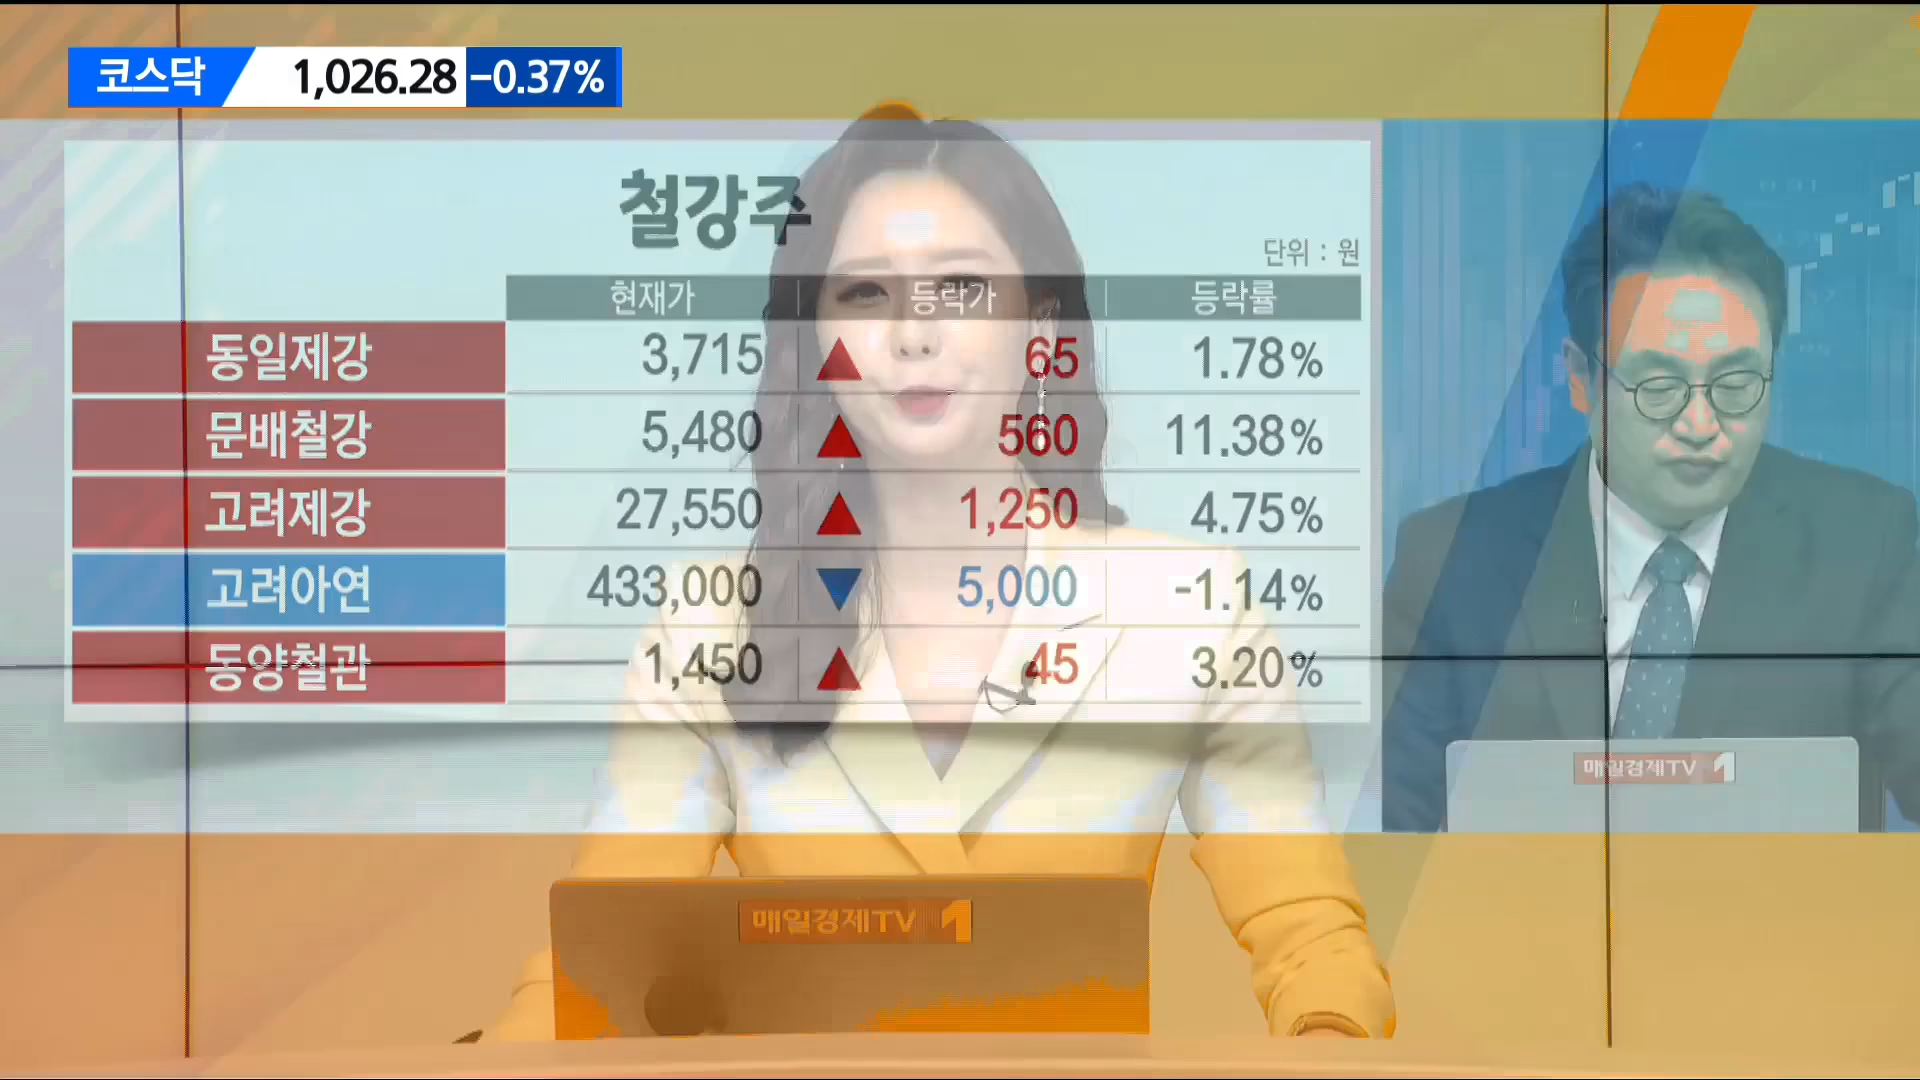 코스닥 1,026.28 -0.37%
철강주
단위 : 원
현재가 등락가 등락률
동일제강 3,715 ▲ 65 1.78%
문배철강 5,480 ▲ 560 11.38%
고려제강 27,550 ▲ 1,250 4.75%
고려아연 433,000 ▼ 5,000 -1.14%
동양철관 1,450 ▲ 45 3.20%
매일경제TV 1
매일경제TV 1